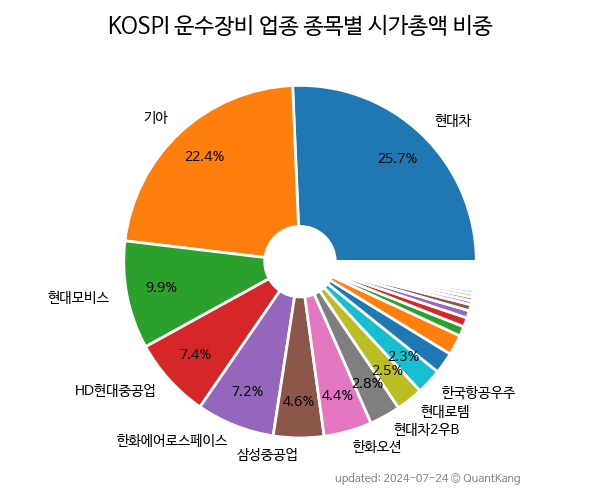 KOSPI 운수장비 업종 종목별 시가총액 비중
현대차
25.7%
기아
22.4%
현대모비스
9.9%
HD현대중공업
7.4%
한화에어로스페이스
7.2%
삼성중공업
4.6%
한화오션
4.4%
현대차2우B
2.8%
현대로템
2.5%
한국항공우주
2.3%
updated: 2024-07-24 © QuantKang